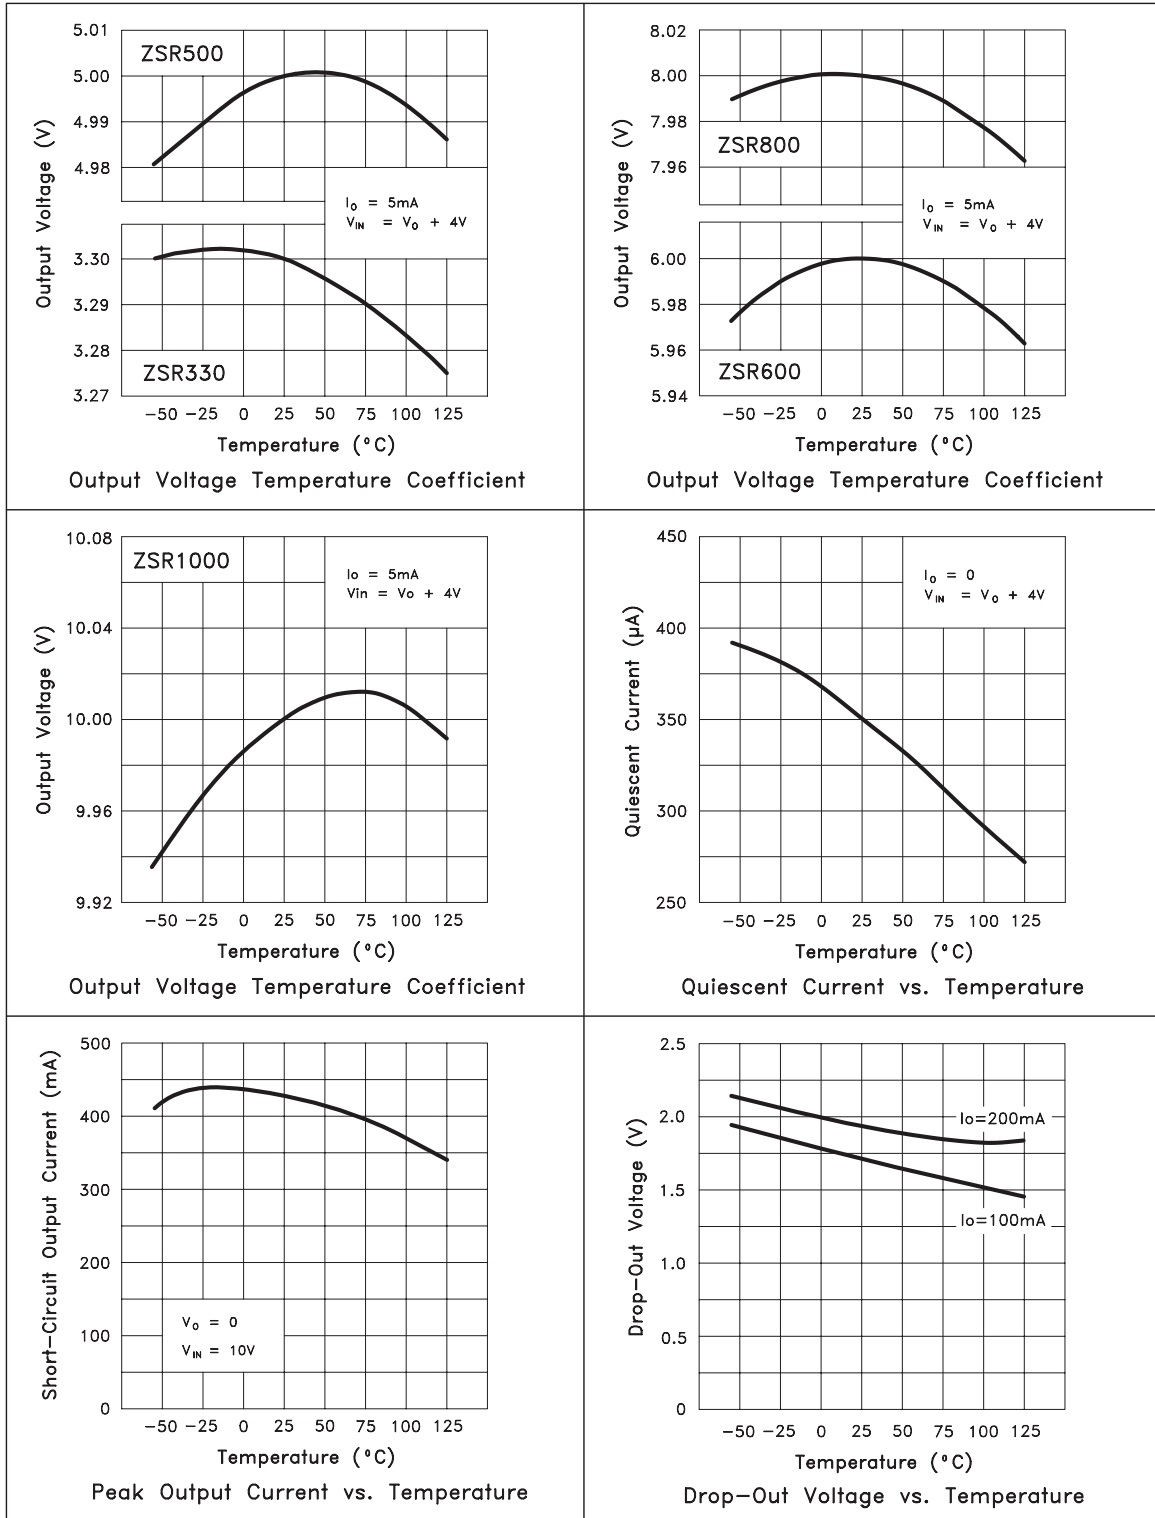 5.01
ZSR500
5.00
4.99
4.98
Output Voltage (V)
I₀ = 5mA
V_IN = V₀ + 4V
Output Voltage (V)
3.30
3.29
3.28
ZSR330
3.27
−50 −25 0 25 50 75 100 125
Temperature (°C)
Output Voltage Temperature Coefficient
8.02
8.00
7.98
ZSR800
7.96
Output Voltage (V)
I₀ = 5mA
V_IN = V₀ + 4V
6.00
5.98
5.96
ZSR600
5.94
−50 −25 0 25 50 75 100 125
Temperature (°C)
Output Voltage Temperature Coefficient
10.08
ZSR1000
Io = 5mA
Vin = Vo + 4V
10.04
10.00
9.96
9.92
Output Voltage (V)
−50 −25 0 25 50 75 100 125
Temperature (°C)
Output Voltage Temperature Coefficient
450
I₀ = 0
V_IN = V₀ + 4V
400
350
300
250
Quiescent Current (µA)
−50 −25 0 25 50 75 100 125
Temperature (°C)
Quiescent Current vs. Temperature
500
400
300
200
100
0
Short−Circuit Output Current (mA)
V₀ = 0
V_IN = 10V
−50 −25 0 25 50 75 100 125
Temperature (°C)
Peak Output Current vs. Temperature
2.5
2.0
1.5
1.0
0.5
0
Drop−Out Voltage (V)
Io=200mA
Io=100mA
−50 −25 0 25 50 75 100 125
Temperature (°C)
Drop−Out Voltage vs. Temperature